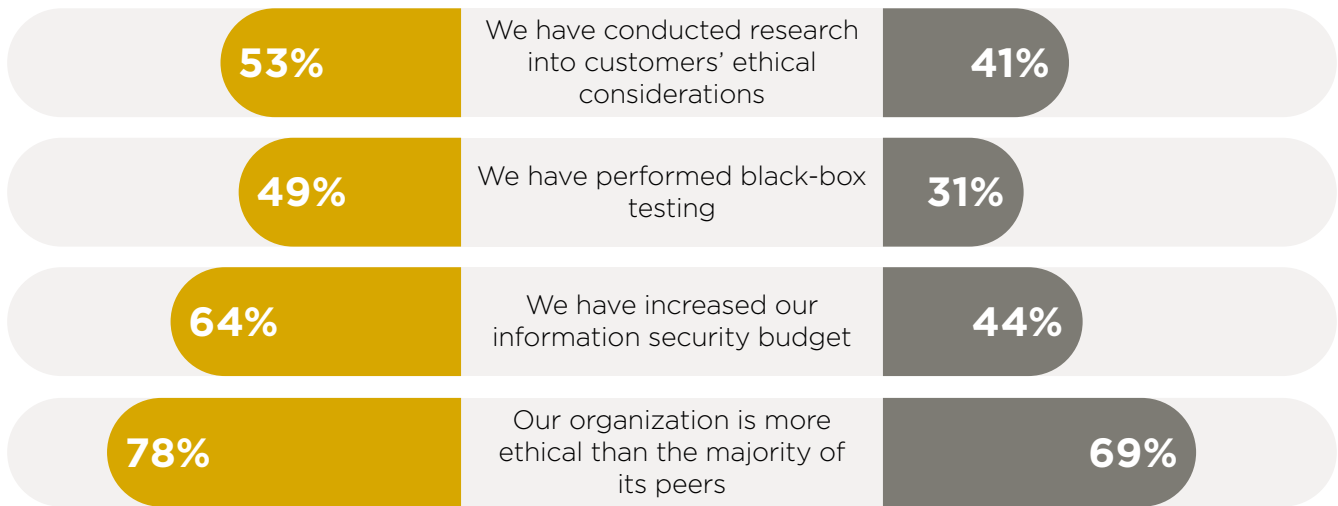 53%
We have conducted research
into customers’ ethical
considerations
41%
49%
We have performed black-box
testing
31%
64%
We have increased our
information security budget
44%
78%
Our organization is more
ethical than the majority of
its peers
69%